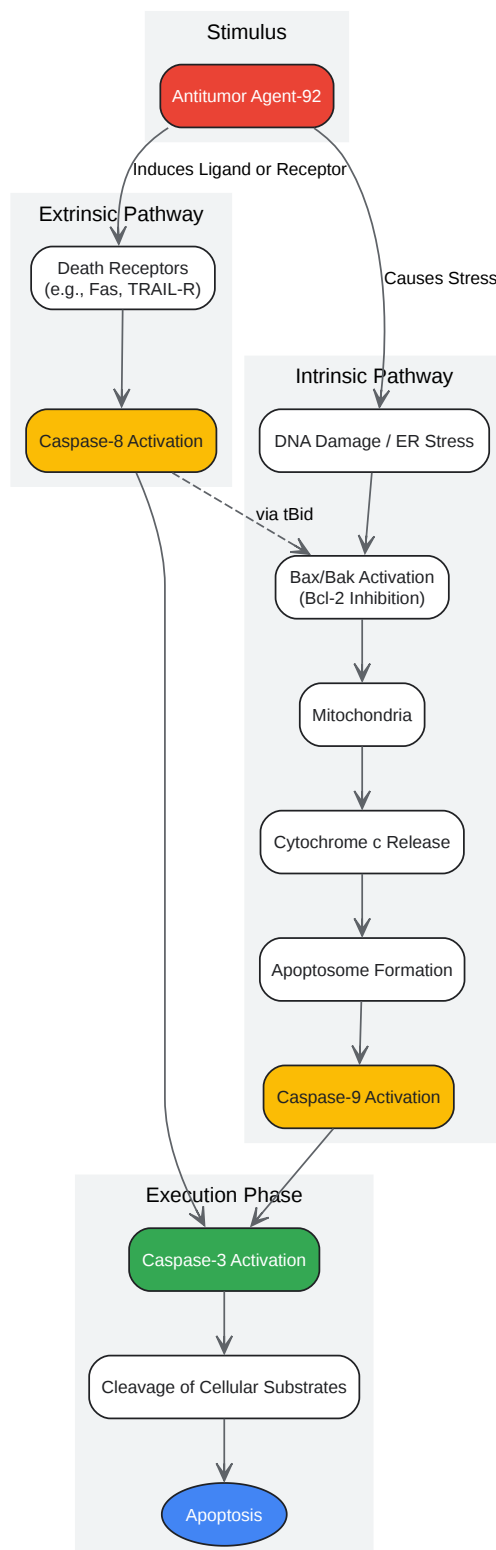 Stimulus
Antitumor Agent-92
Induces Ligand or Receptor
Extrinsic Pathway
Death Receptors
(e.g., Fas, TRAIL-R)
Causes Stress
Intrinsic Pathway
Caspase-8 Activation
DNA Damage / ER Stress
via tBid
Bax/Bak Activation
(Bcl-2 Inhibition)
Mitochondria
Cytochrome c Release
Apoptosome Formation
Caspase-9 Activation
Execution Phase
Caspase-3 Activation
Cleavage of Cellular Substrates
Apoptosis